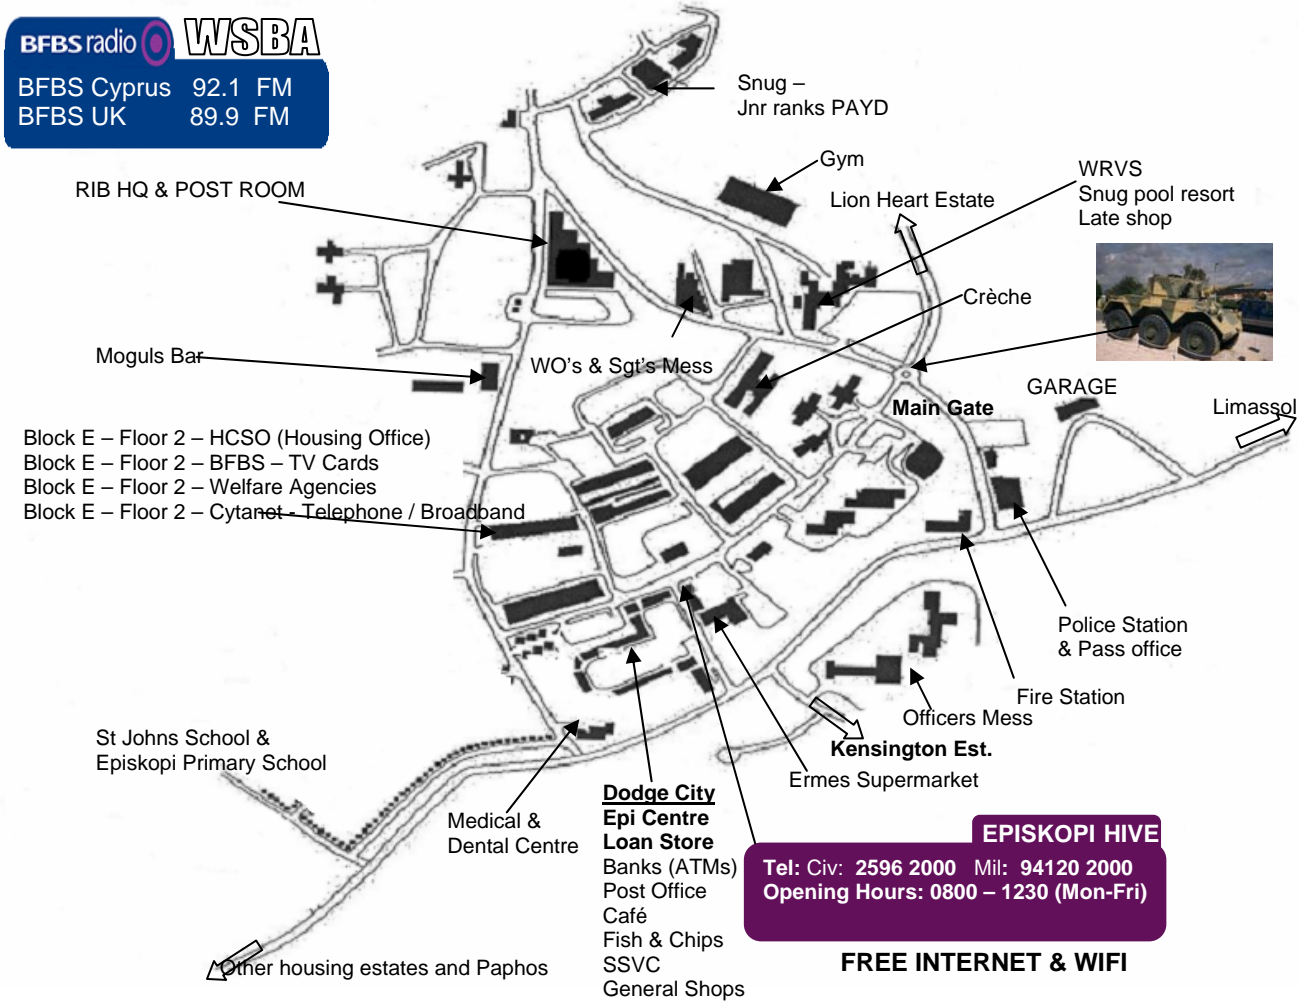 BFBS radio WSBA
BFBS Cyprus 92.1 FM
BFBS UK 89.9 FM
Snug –
Jnr ranks PAYD
Gym
RIB HQ & POST ROOM
Lion Heart Estate
WRVS
Snug pool resort
Late shop
Crèche
Moguls Bar
WO's & Sgt's Mess
GARAGE
Main Gate
Limassol
Block E – Floor 2 – HCSO (Housing Office)
Block E – Floor 2 – BFBS – TV Cards
Block E – Floor 2 – Welfare Agencies
Block E – Floor 2 – Cytanet - Telephone / Broadband
Police Station
& Pass office
Fire Station
Officers Mess
Kensington Est.
Ermes Supermarket
St Johns School &
Episkopi Primary School
Medical &
Dental Centre
Dodge City
Epi Centre
Loan Store
Banks (ATMs)
Post Office
Café
Fish & Chips
SSVC
General Shops
EPISKOPI HIVE
Tel: Civ: 2596 2000 Mil: 94120 2000
Opening Hours: 0800 – 1230 (Mon-Fri)
FREE INTERNET & WIFI
Other housing estates and Paphos